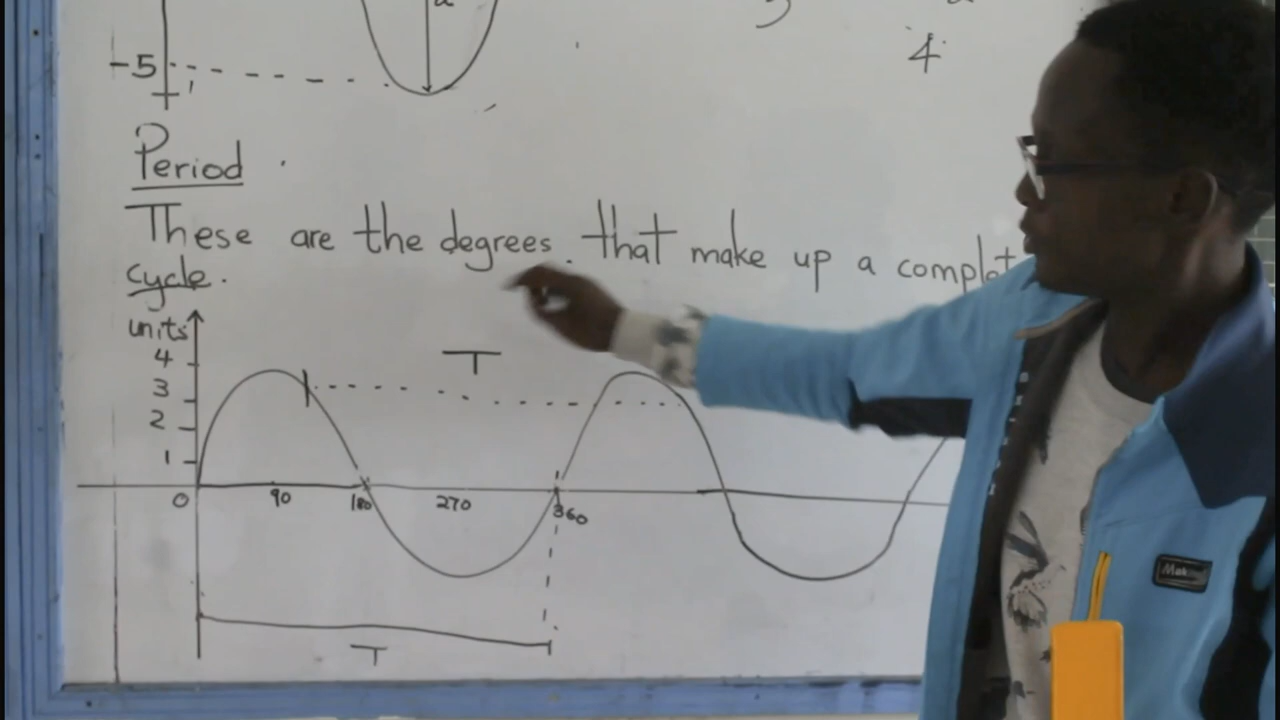 -5
4
Period
These are the degrees. that make up a complet
cycle.
units
4
3
2
1
T
0 90 180 270 360
T
Mak